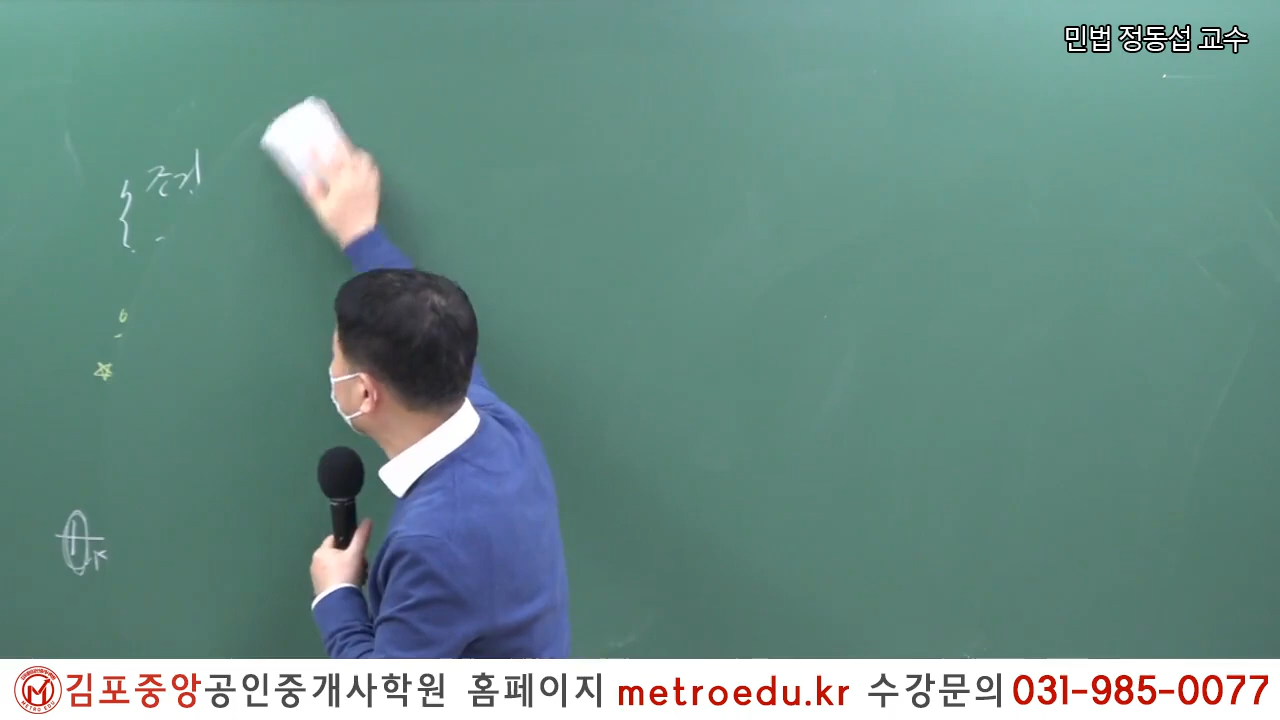 민법 정동섭 교수
조건
김포중앙공인중개사학원 홈페이지 metroedu.kr 수강문의 031-985-0077